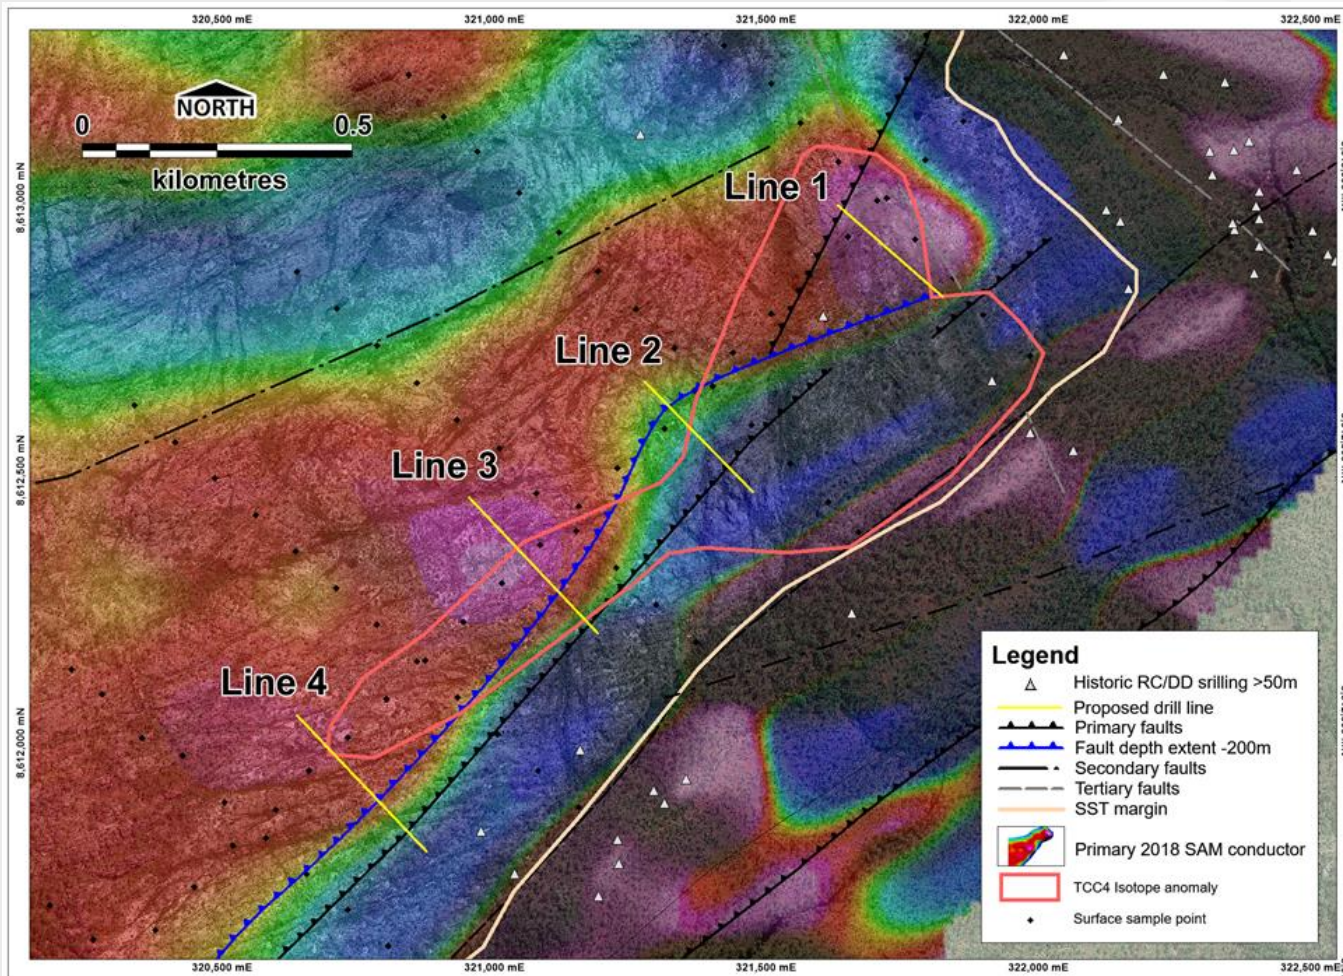 320,500 mE
321,000 mE
321,500 mE
322,000 mE
322,500 mE
NORTH
0
0.5
kilometres
8,613,000 mN
8,612,500 mN
8,612,000 mN
Line 1
Line 2
Line 3
Line 4
Legend
Historic RC/DD srilling >50m
Proposed drill line
Primary faults
Fault depth extent -200m
Secondary faults
Tertiary faults
SST margin
Primary 2018 SAM conductor
TCC4 Isotope anomaly
Surface sample point
320,500 mE
321,000 mE
321,500 mE
322,000 mE
322,500 mE